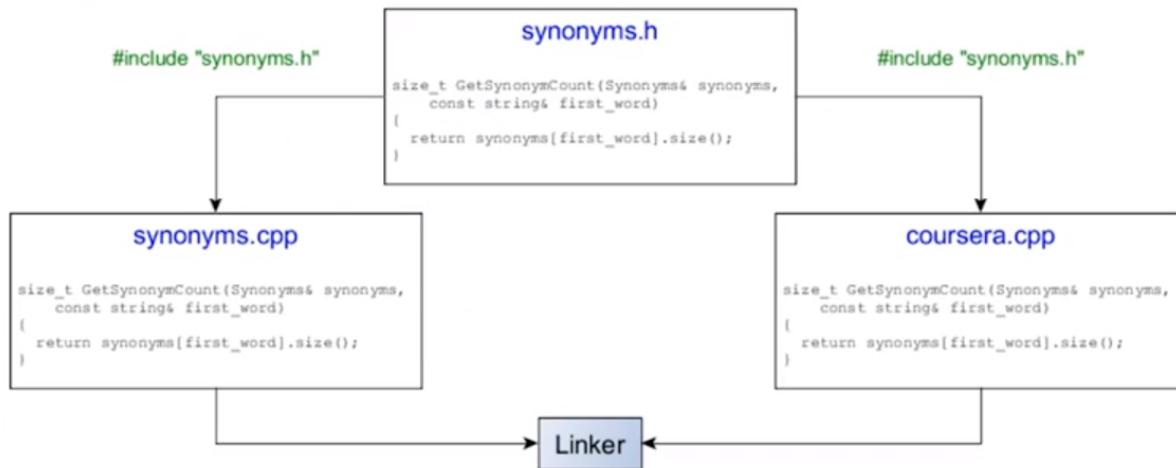 synonyms.h
#include "synonyms.h"
#include "synonyms.h"
size_t GetSynonymCount(Synonyms& synonyms,
const string& first_word)
{
return synonyms[first_word].size();
}
synonyms.cpp
size_t GetSynonymCount(Synonyms& synonyms,
const string& first_word)
{
return synonyms[first_word].size();
}
coursera.cpp
size_t GetSynonymCount(Synonyms& synonyms,
const string& first_word)
{
return synonyms[first_word].size();
}
Linker